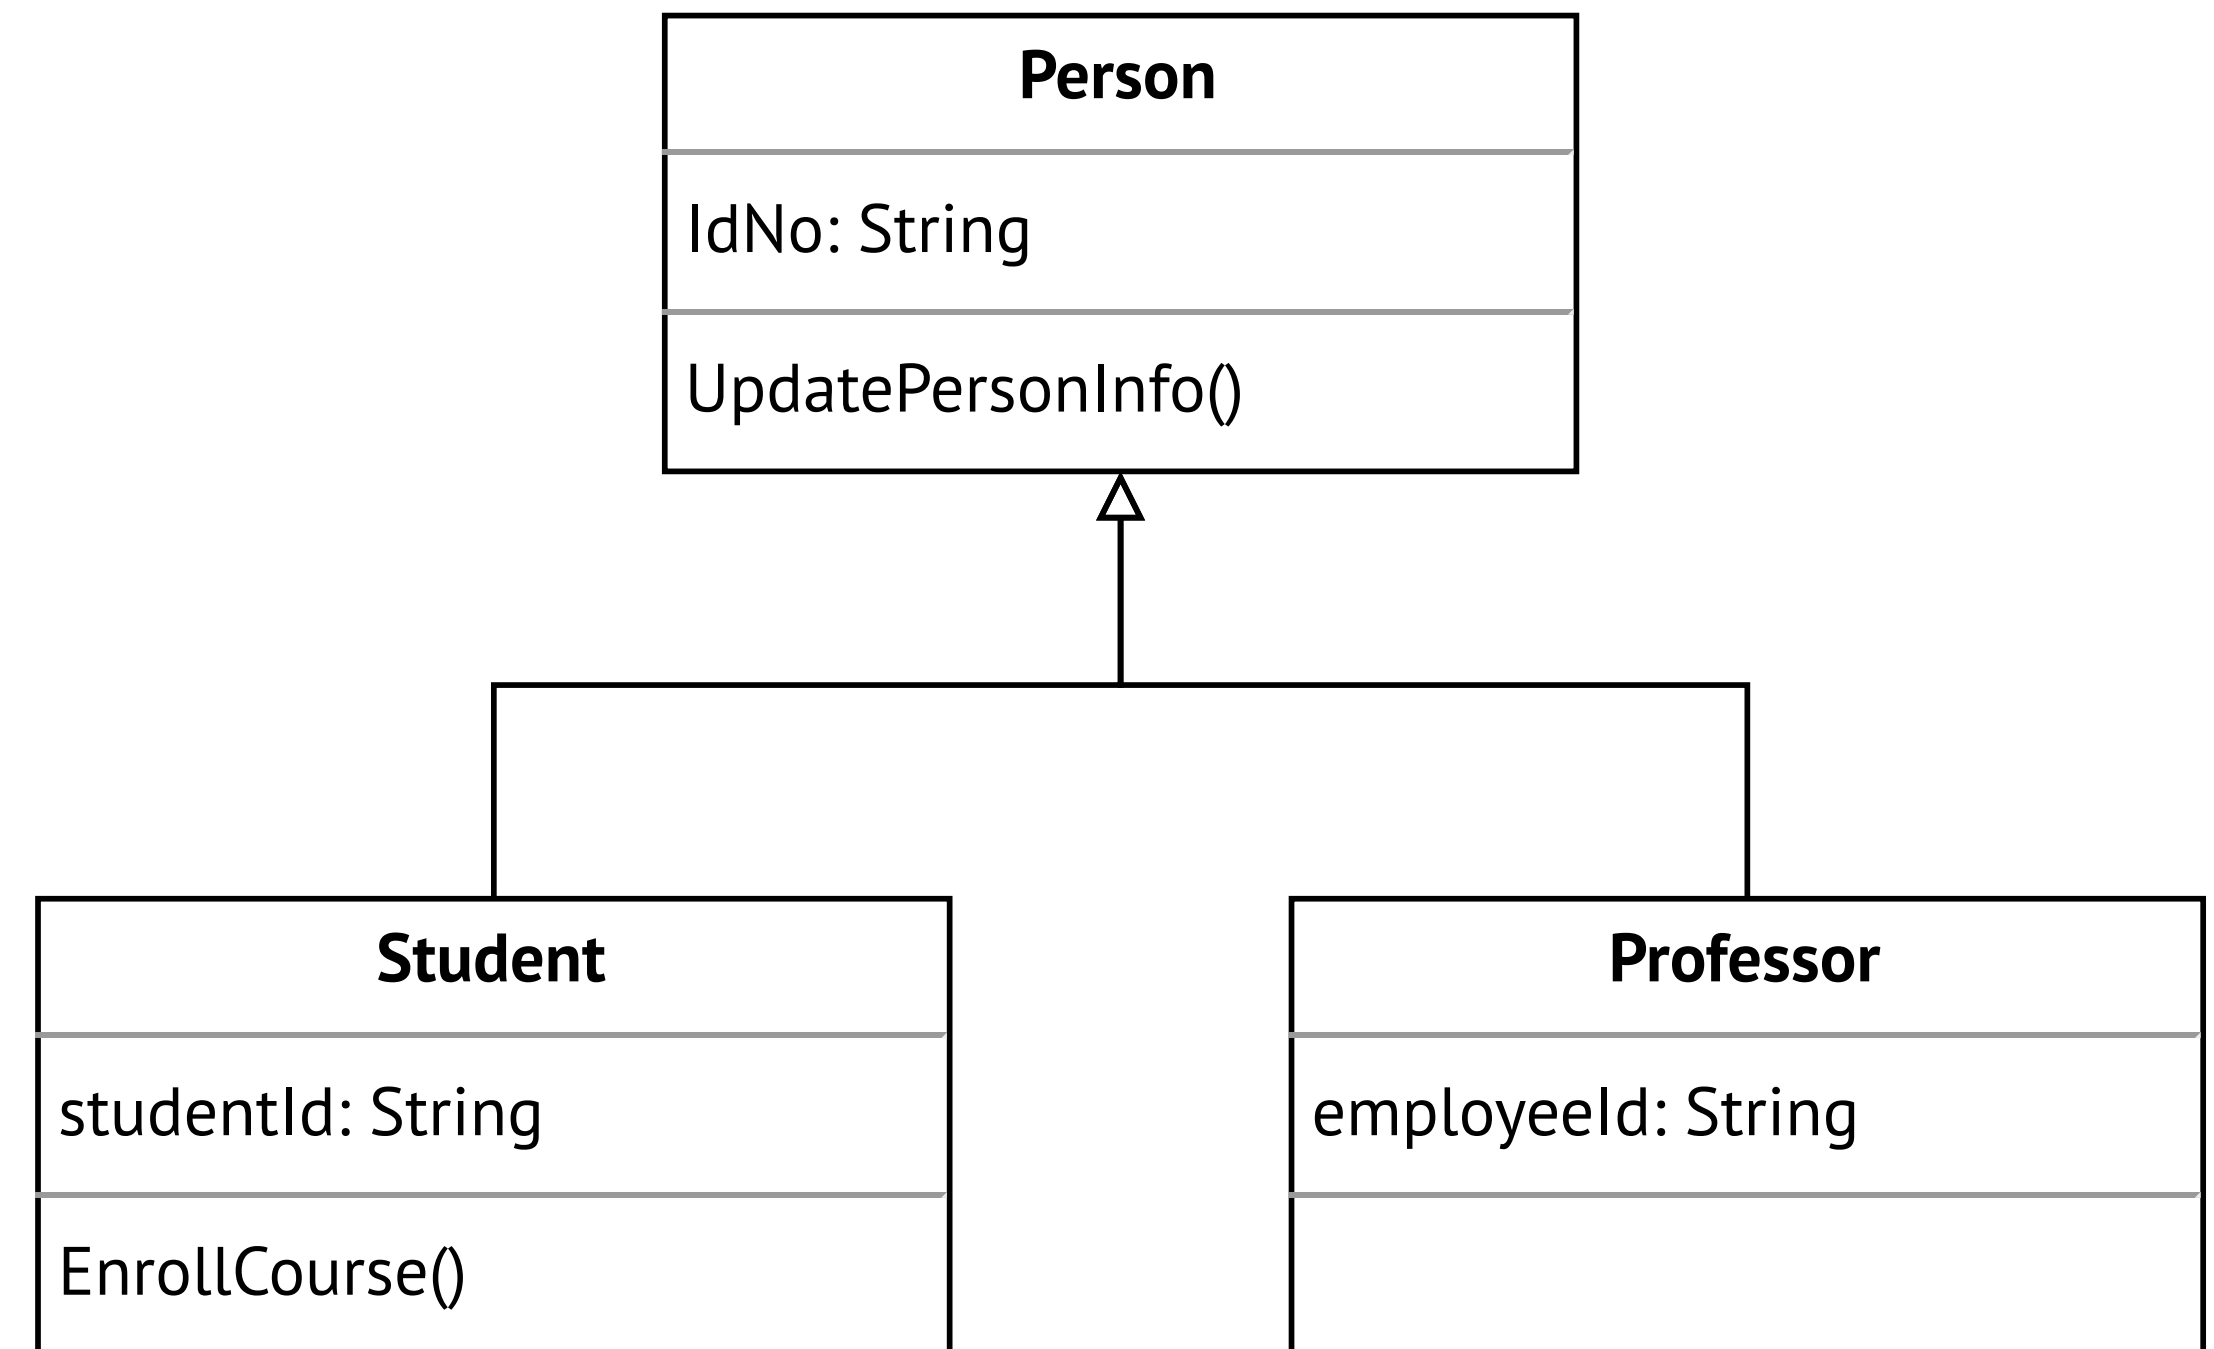 Person
IdNo: String
UpdatePersonInfo()
Student
studentId: String
EnrollCourse()
Professor
employeeId: String